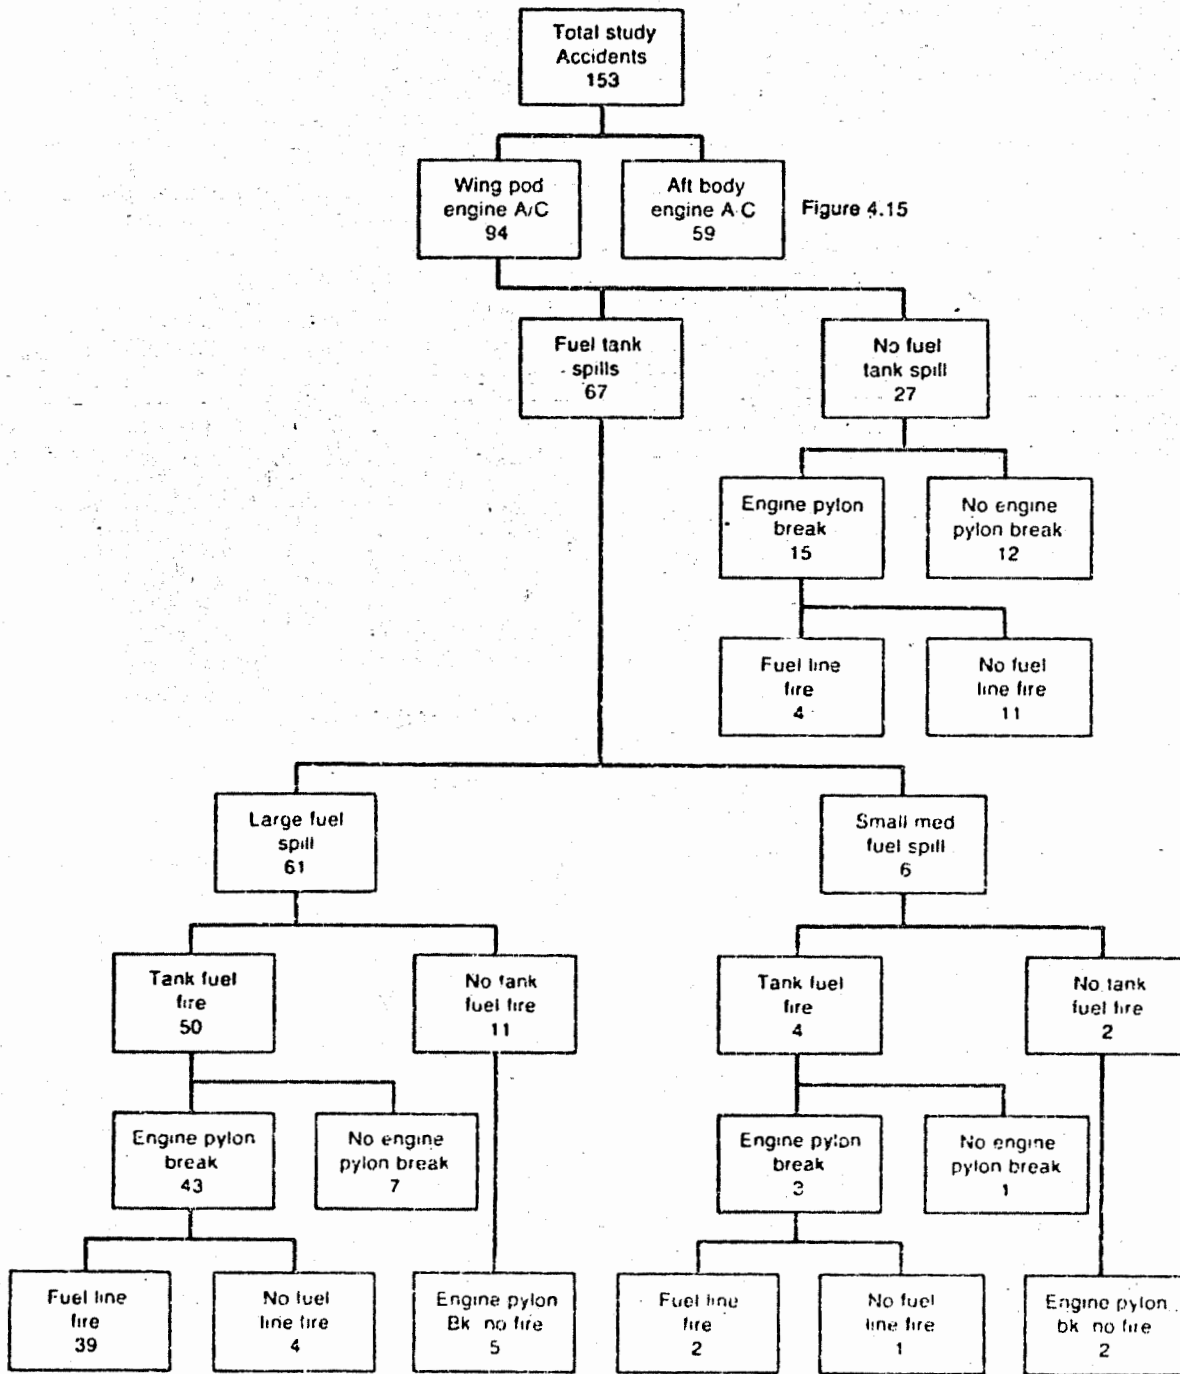 Total study
Accidents
153
Wing pod
engine A/C
94
Aft body
engine A C
59
Figure 4.15
Fuel tank
spills
67
No fuel
tank spill
27
Engine pylon
break
15
No engine
pylon break
12
Fuel line
fire
4
No fuel
line fire
11
Large fuel
spill
61
Small med
fuel spill
6
Tank fuel
fire
50
No tank
fuel fire
11
Tank fuel
fire
4
No tank
fuel fire
2
Engine pylon
break
43
No engine
pylon break
7
Engine pylon
break
3
No engine
pylon break
1
Fuel line
fire
39
No fuel
line fire
4
Engine pylon
Bk no fire
5
Fuel line
fire
2
No fuel
line fire
1
Engine pylon
bk no fire
2